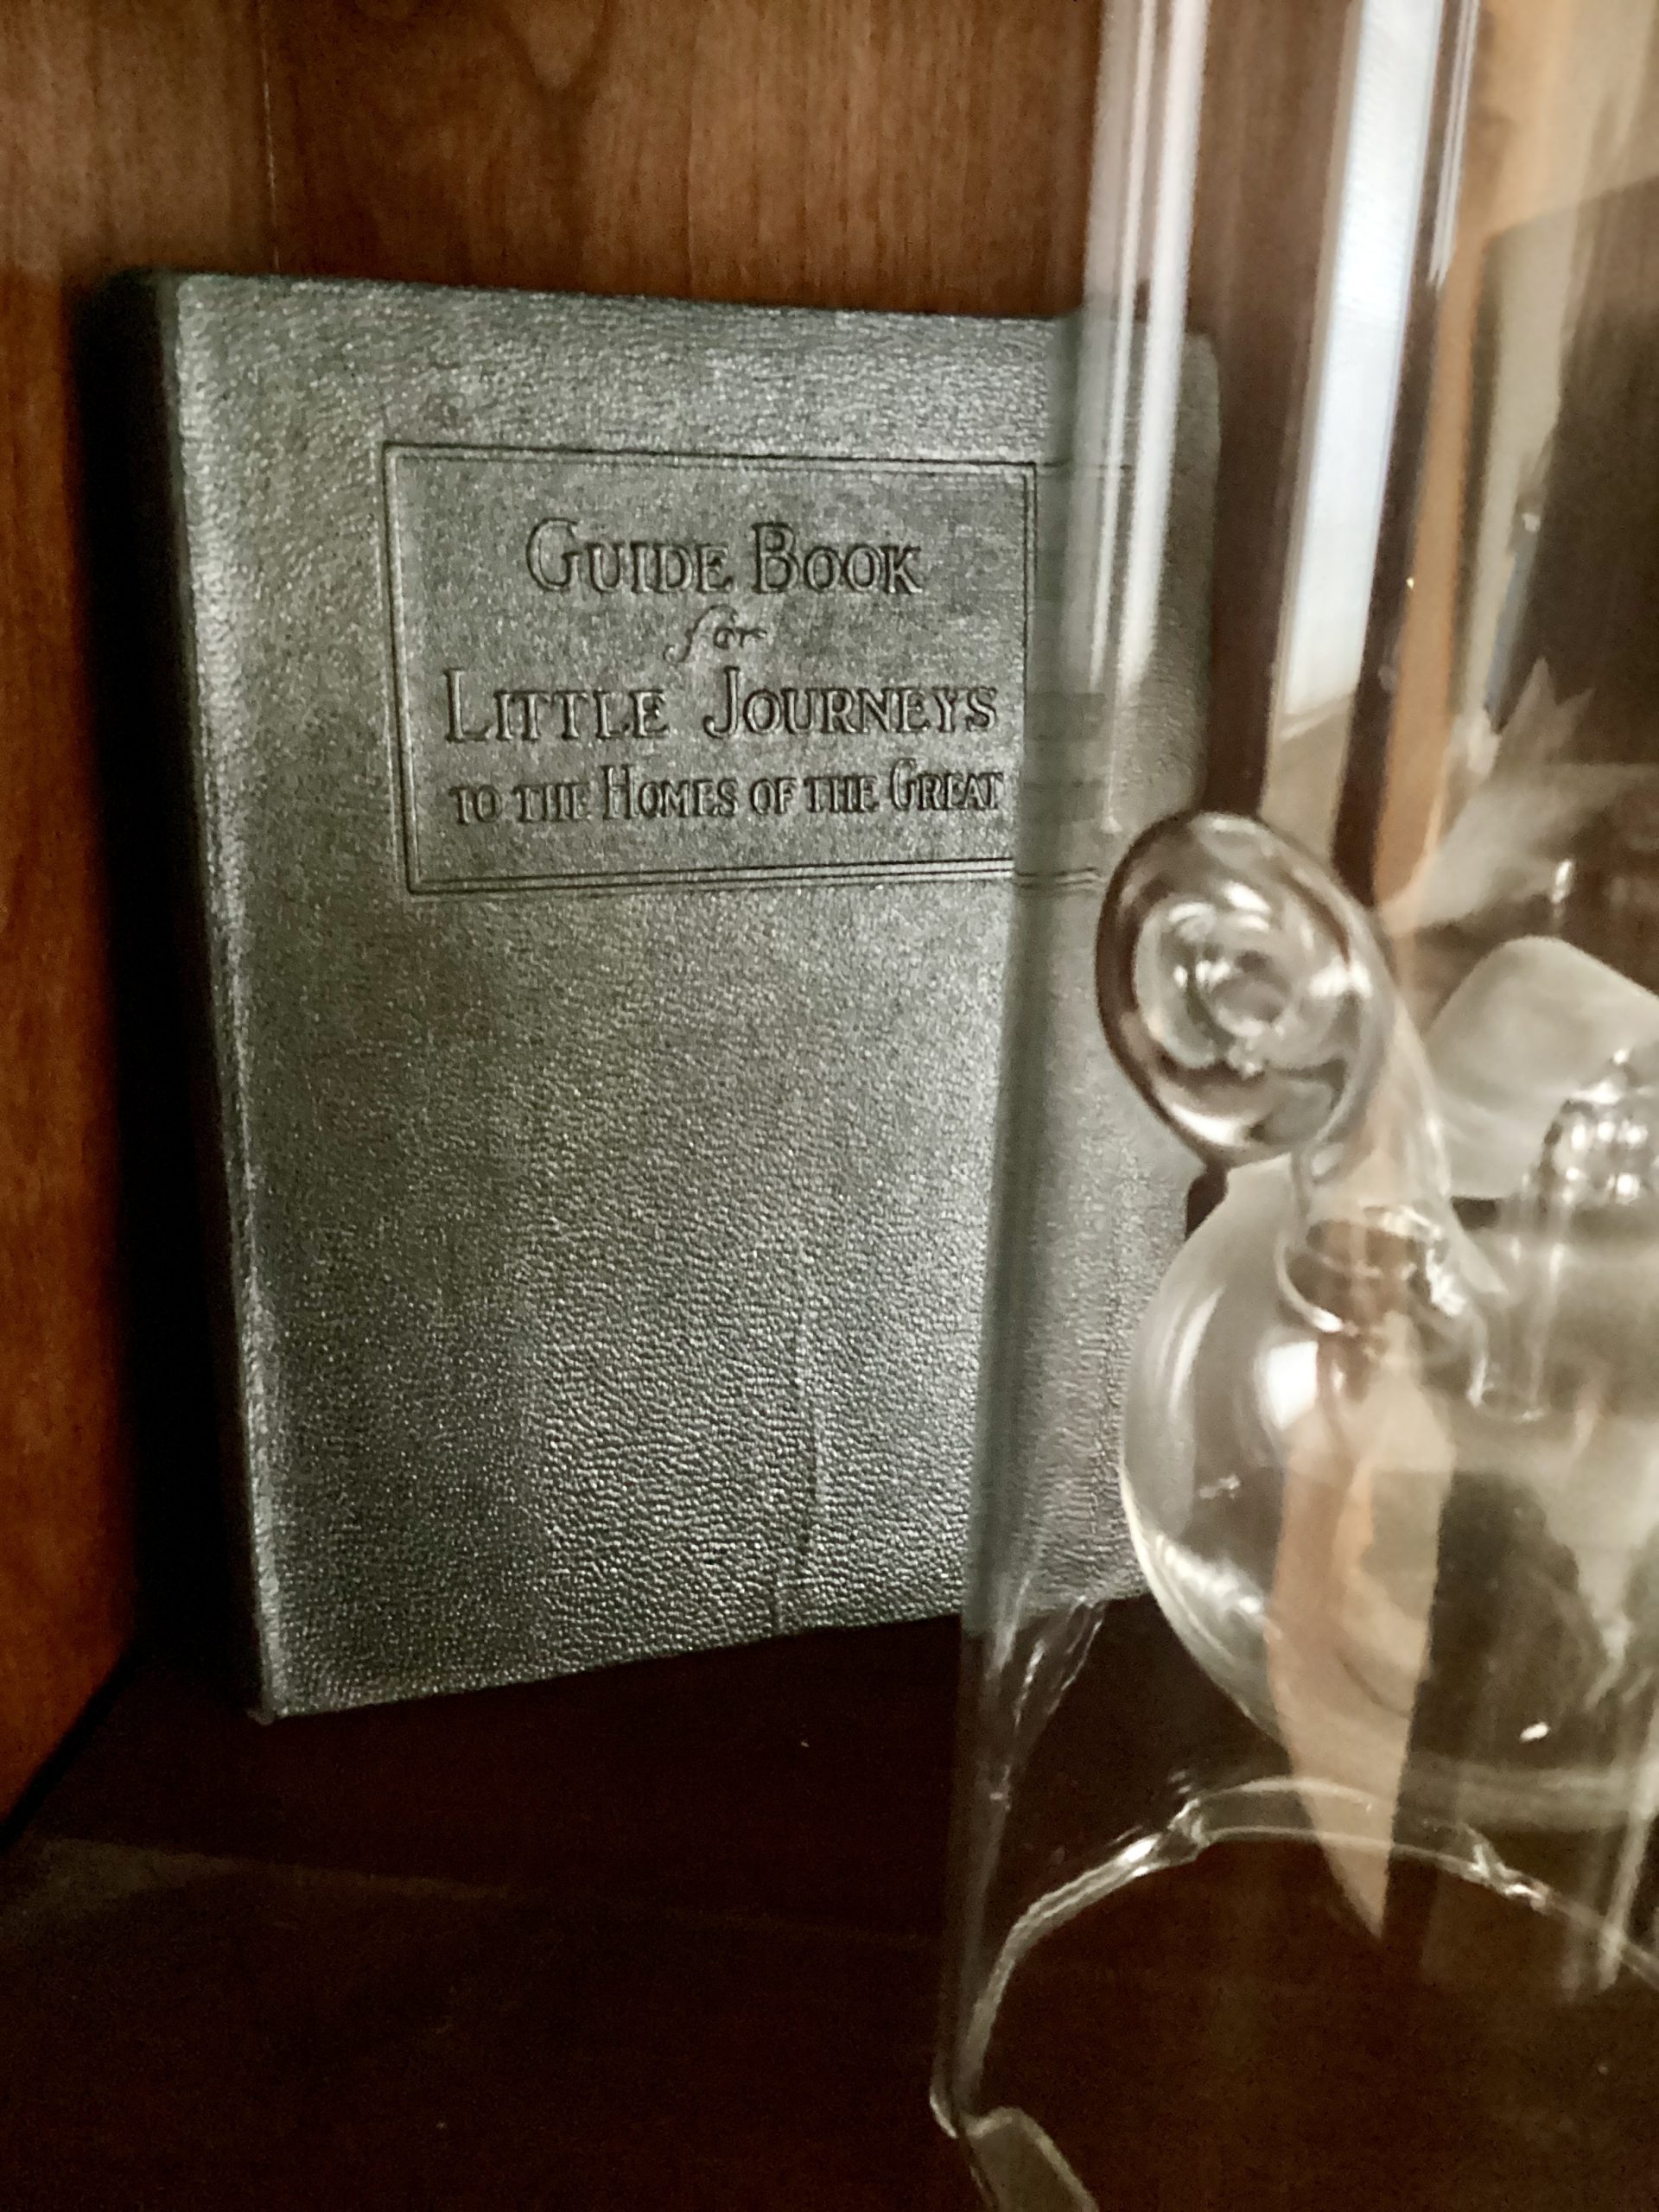 GUIDE BOOK
for
LITTLE JOURNEYS
TO THE HOMES OF THE GREAT